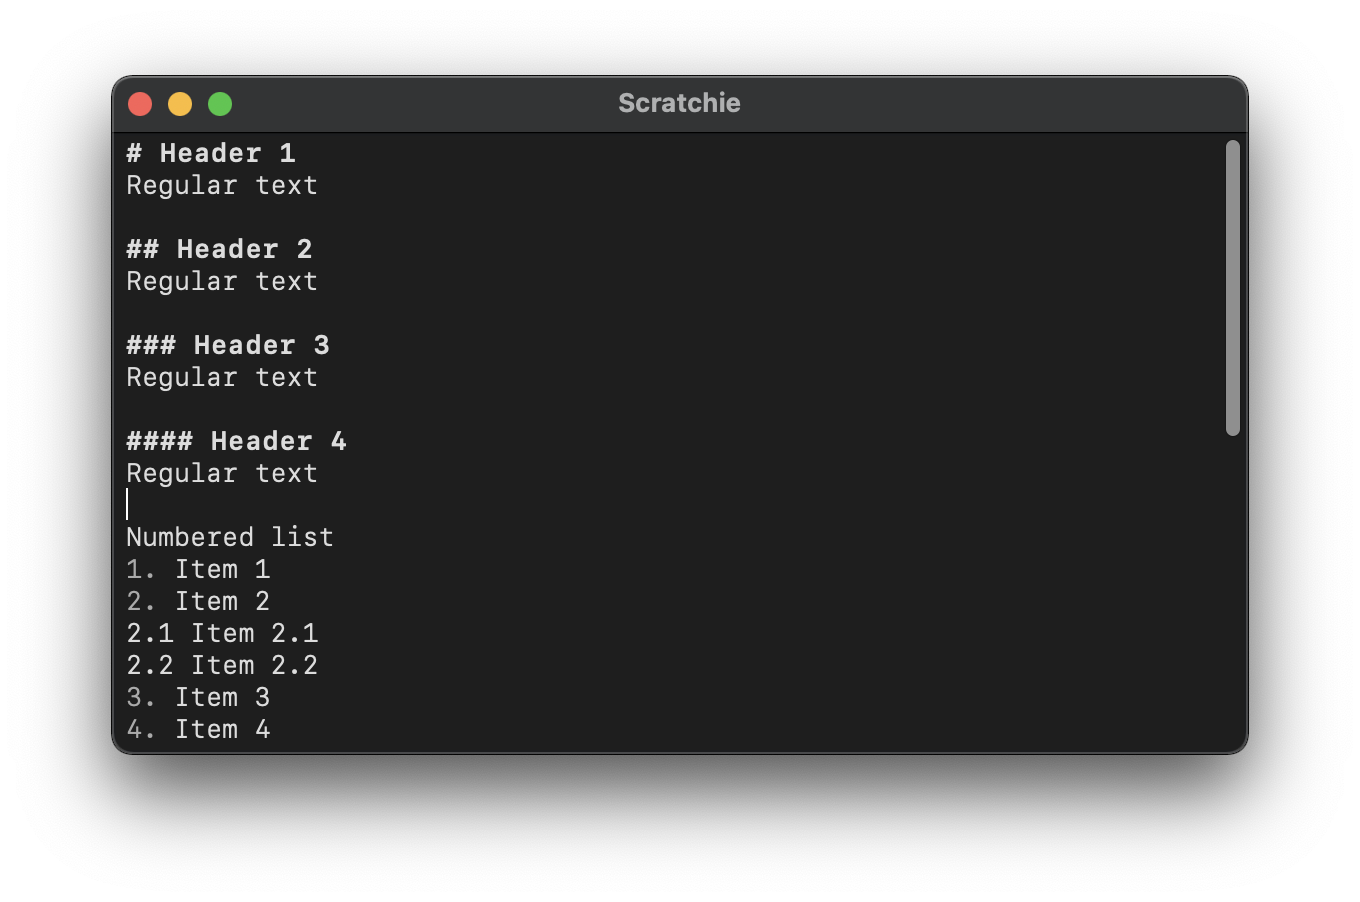 Scratchie
# Header 1
Regular text
## Header 2
Regular text
### Header 3
Regular text
#### Header 4
Regular text
Numbered list
1. Item 1
2. Item 2
2.1 Item 2.1
2.2 Item 2.2
3. Item 3
4. Item 4